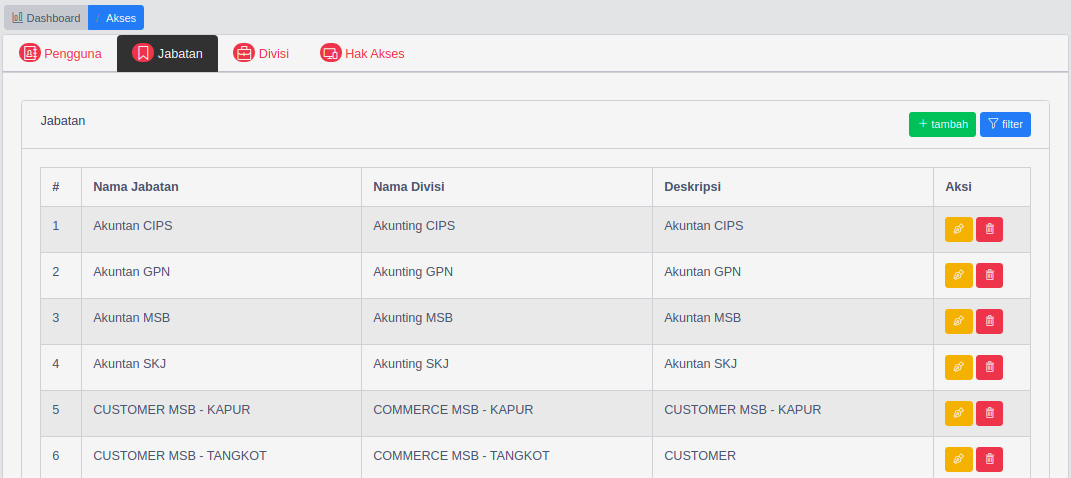 Dashboard / Akses
Pengguna Jabatan Divisi Hak Akses
Jabatan + tambah filter
# Nama Jabatan Nama Divisi Deskripsi Aksi
1 Akuntan CIPS Akunting CIPS Akuntan CIPS
2 Akuntan GPN Akunting GPN Akuntan GPN
3 Akuntan MSB Akunting MSB Akuntan MSB
4 Akuntan SKJ Akunting SKJ Akuntan SKJ
5 CUSTOMER MSB - KAPUR COMMERCE MSB - KAPUR CUSTOMER MSB - KAPUR
6 CUSTOMER MSB - TANGKOT COMMERCE MSB - TANGKOT CUSTOMER